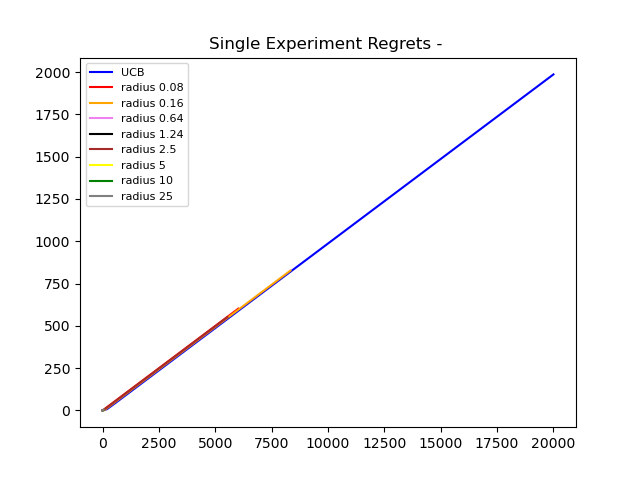 Single Experiment Regrets -
2000
1750
1500
1250
1000
750
500
250
0
UCB
radius 0.08
radius 0.16
radius 0.64
radius 1.24
radius 2.5
radius 5
radius 10
radius 25
0 2500 5000 7500 10000 12500 15000 17500 20000